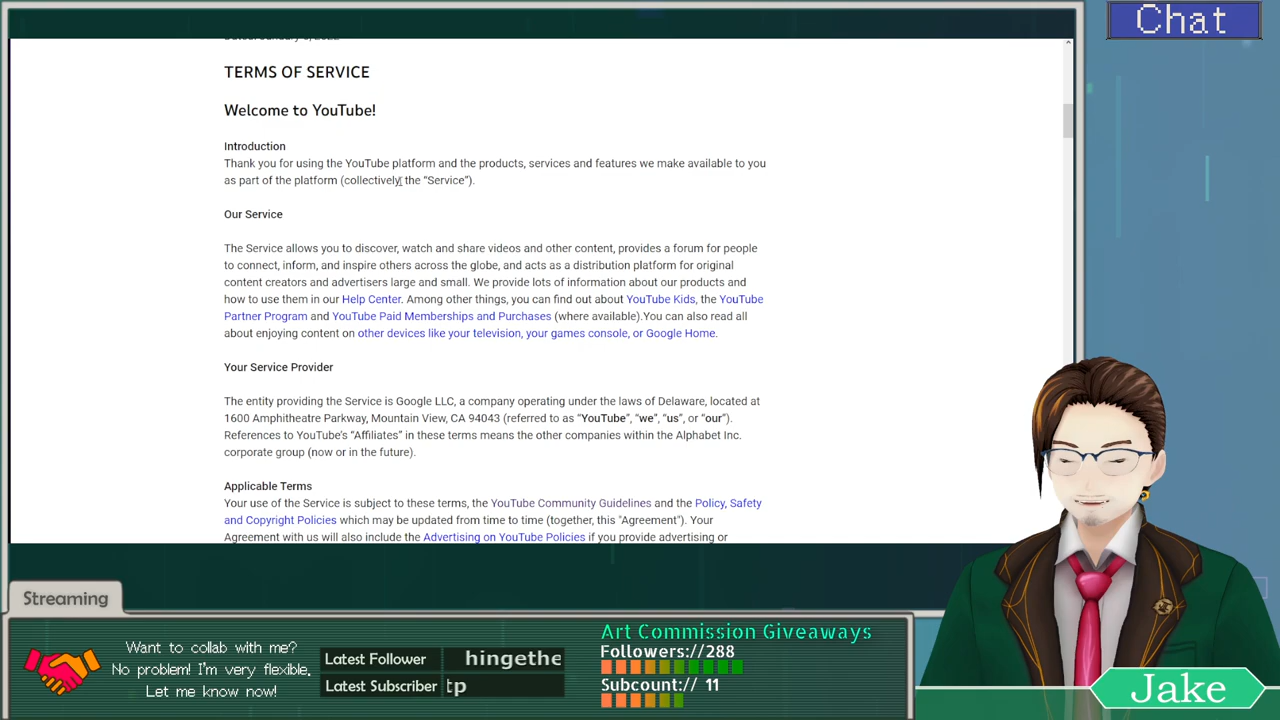 Chat
Dated: January 5, 2022
TERMS OF SERVICE
Welcome to YouTube!
Introduction
Thank you for using the YouTube platform and the products, services and features we make available to you
as part of the platform (collectively, the “Service”).
Our Service
The Service allows you to discover, watch and share videos and other content, provides a forum for people
to connect, inform, and inspire others across the globe, and acts as a distribution platform for original
content creators and advertisers large and small. We provide lots of information about our products and
how to use them in our Help Center. Among other things, you can find out about YouTube Kids, the YouTube
Partner Program and YouTube Paid Memberships and Purchases (where available).You can also read all
about enjoying content on other devices like your television, your games console, or Google Home.
Your Service Provider
The entity providing the Service is Google LLC, a company operating under the laws of Delaware, located at
1600 Amphitheatre Parkway, Mountain View, CA 94043 (referred to as “YouTube”, “we”, “us”, or “our”).
References to YouTube’s “Affiliates” in these terms means the other companies within the Alphabet Inc.
corporate group (now or in the future).
Applicable Terms
Your use of the Service is subject to these terms, the YouTube Community Guidelines and the Policy, Safety
and Copyright Policies which may be updated from time to time (together, this "Agreement"). Your
Agreement with us will also include the Advertising on YouTube Policies if you provide advertising or
Streaming
Want to collab with me?
No problem! I'm very flexible.
Let me know now!
Latest Follower hingethe
Latest Subscriber tp
Art Commission Giveaways
Followers://288
Subcount:// 11
Jake